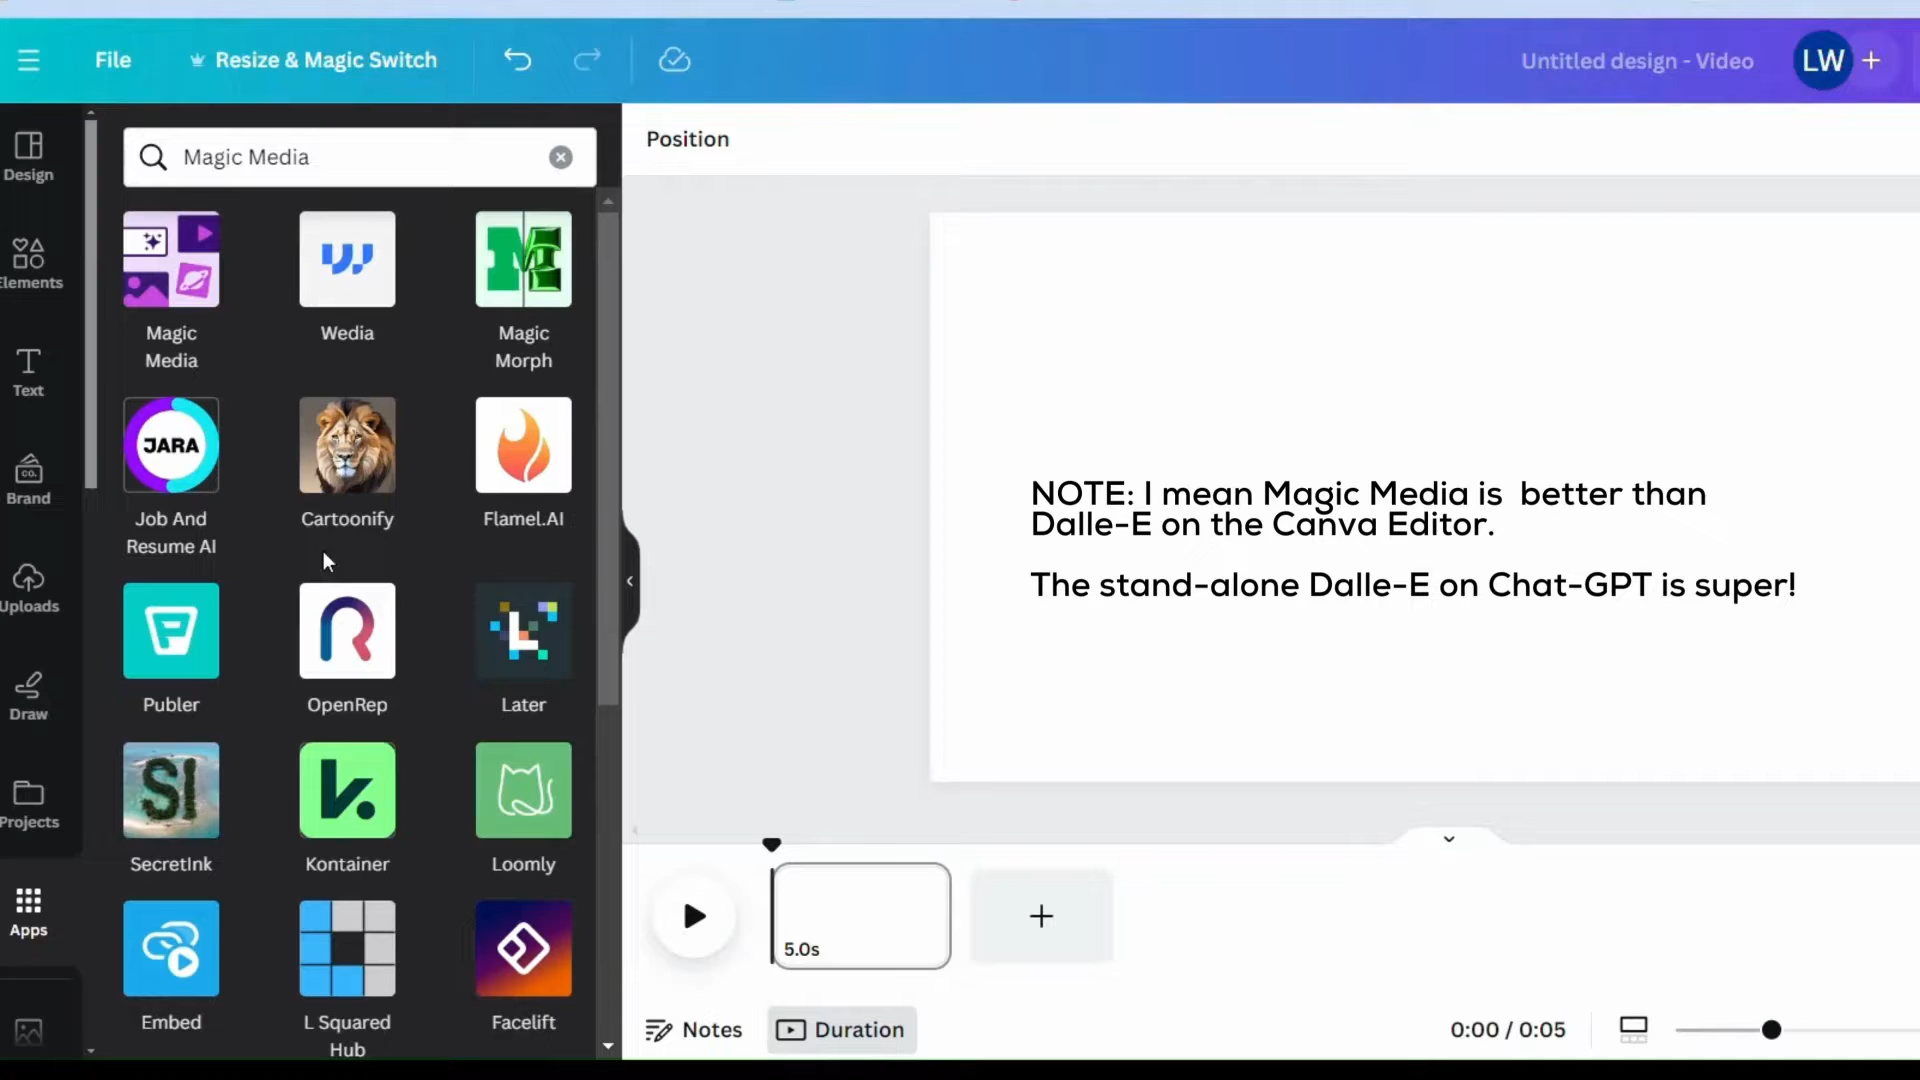 File
Resize & Magic Switch
Untitled design - Video
LW
Design
Elements
Text
CO.
Brand
Uploads
Draw
Projects
Apps
Magic Media
Magic
Media
Wedia
Magic
Morph
JARA
Job And
Resume AI
Cartoonify
Flamel.AI
Publer
OpenRep
Later
SI
SecretInk
Kontainer
Loomly
Embed
L Squared
Hub
Facelift
Position
NOTE: I mean Magic Media is better than
Dalle-E on the Canva Editor.
The stand-alone Dalle-E on Chat-GPT is super!
5.0s
Notes
Duration
0:00 / 0:05